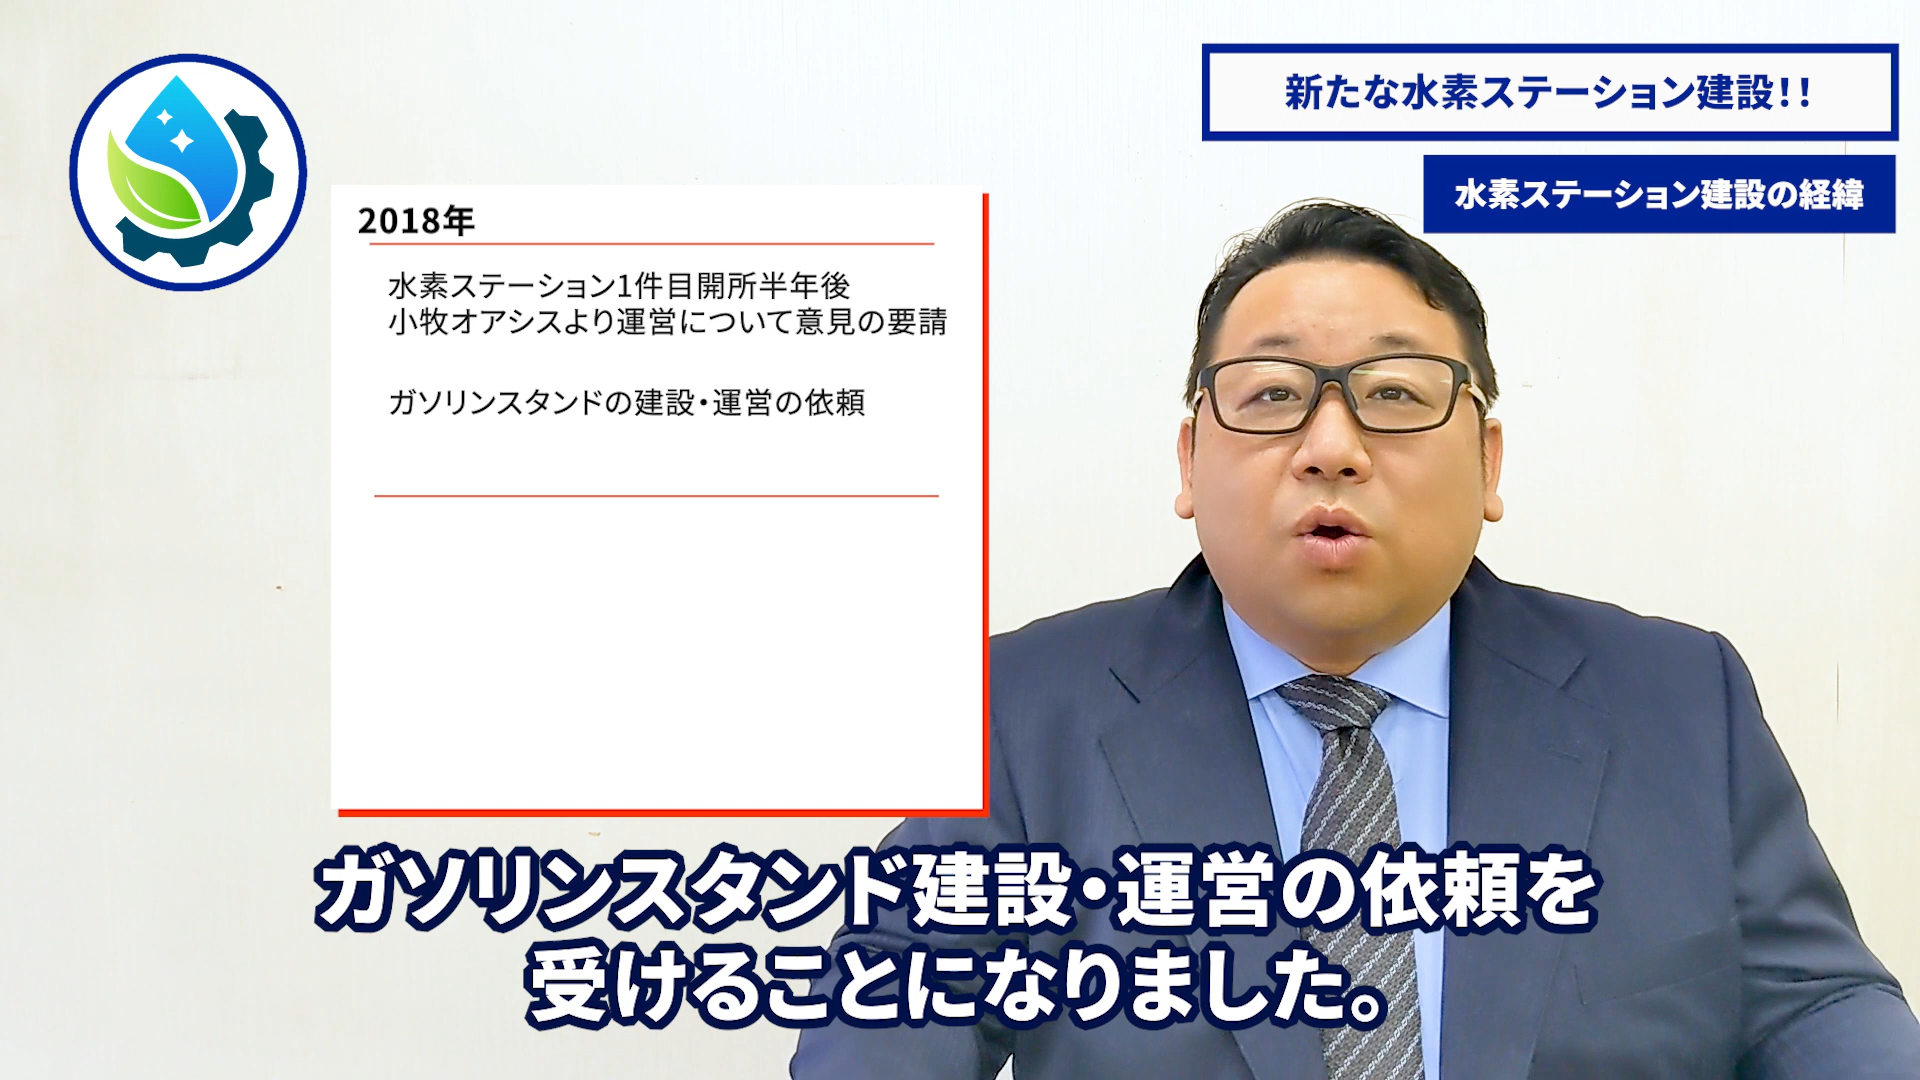 新たな水素ステーション建設!!
水素ステーション建設の経緯
2018年
水素ステーション1件目開所半年後
小牧オアシスより運営について意見の要請
ガソリンスタンドの建設・運営の依頼
ガソリンスタンド建設・運営の依頼を
受けることになりました。